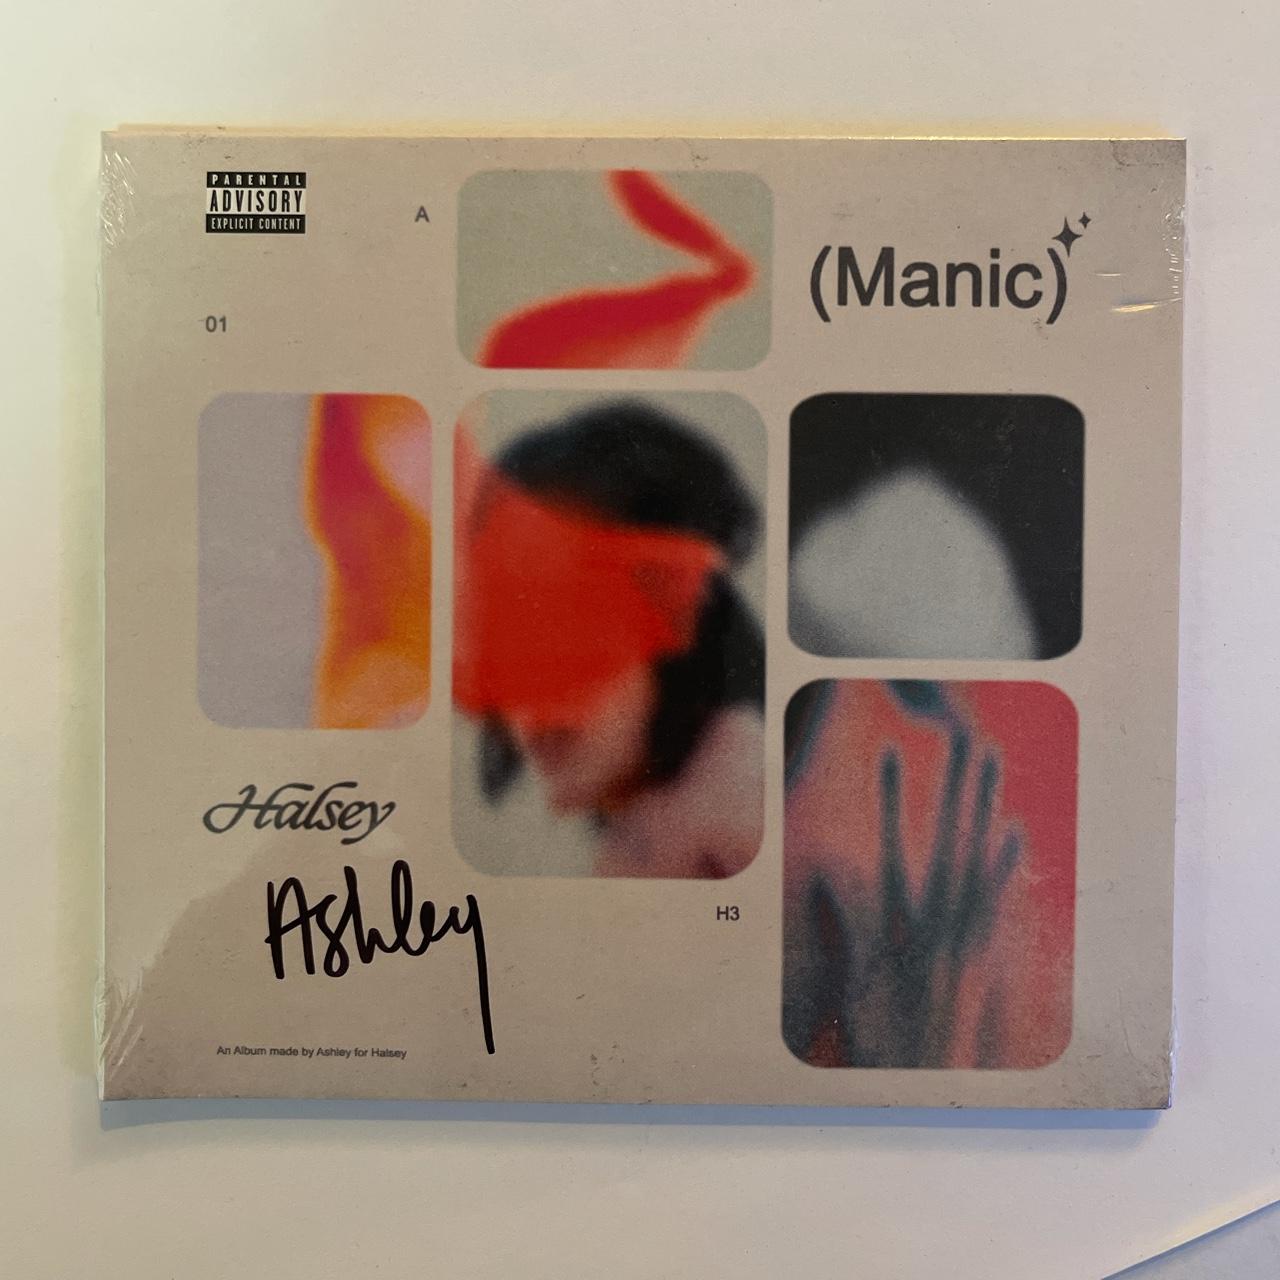 PARENTAL
ADVISORY
EXPLICIT CONTENT
A
(Manic)
01
Halsey
Ashley
H3
An Album made by Ashley for Halsey